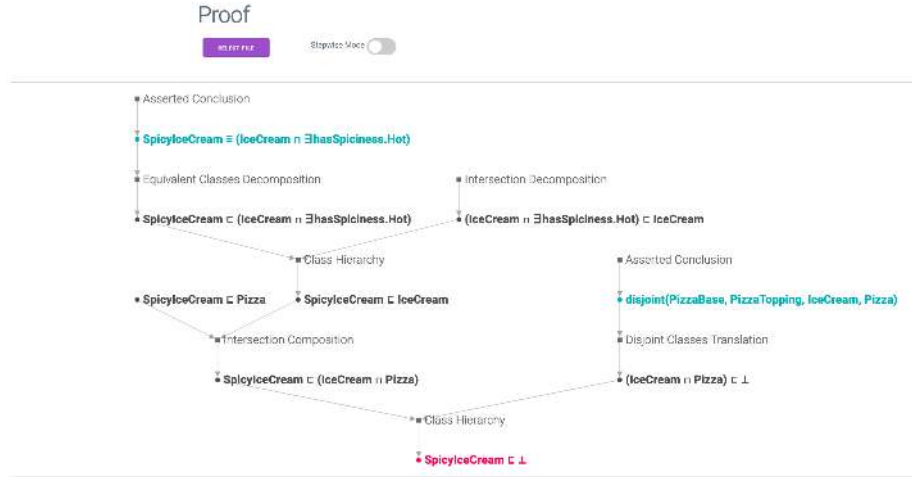 Proof
SELECT FILE
Stepwise Mode
Asserted Conclusion
SpicyIceCream ≡ (IceCream ⊓ ∃hasSpiciness.Hot)
Equivalent Classes Decomposition
Intersection Decomposition
SpicyIceCream ⊑ (IceCream ⊓ ∃hasSpiciness.Hot)
(IceCream ⊓ ∃hasSpiciness.Hot) ⊑ IceCream
Class Hierarchy
Asserted Conclusion
SpicyIceCream ⊑ Pizza
SpicyIceCream ⊑ IceCream
disjoint(PizzaBase, PizzaTopping, IceCream, Pizza)
Intersection Composition
Disjoint Classes Translation
SpicyIceCream ⊑ (IceCream ⊓ Pizza)
(IceCream ⊓ Pizza) ⊑ ⊥
Class Hierarchy
SpicyIceCream ⊑ ⊥